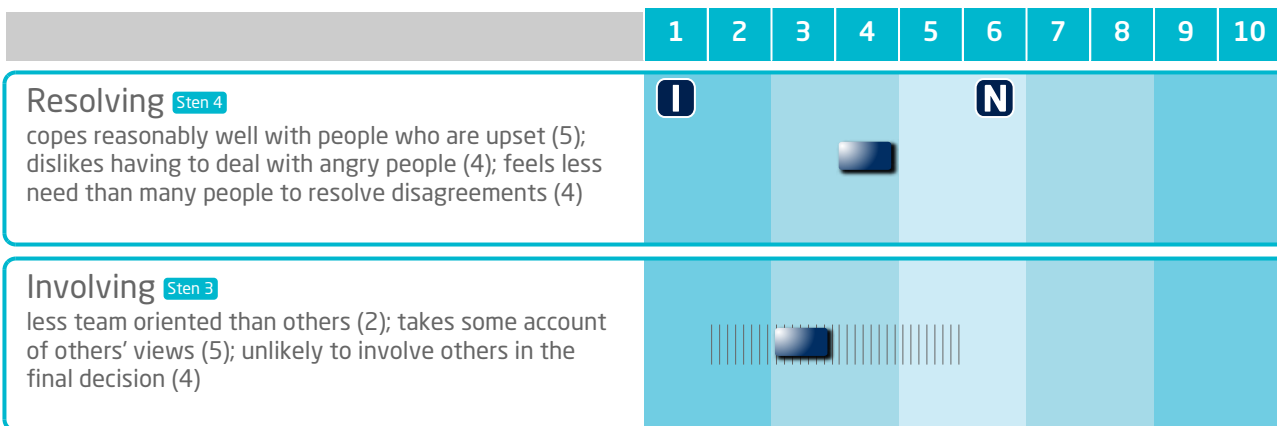 1 2 3 4 5 6 7 8 9 10
Resolving Sten 4
I N
copes reasonably well with people who are upset (5);
dislikes having to deal with angry people (4); feels less
need than many people to resolve disagreements (4)
Involving Sten 3
less team oriented than others (2); takes some account
of others' views (5); unlikely to involve others in the
final decision (4)